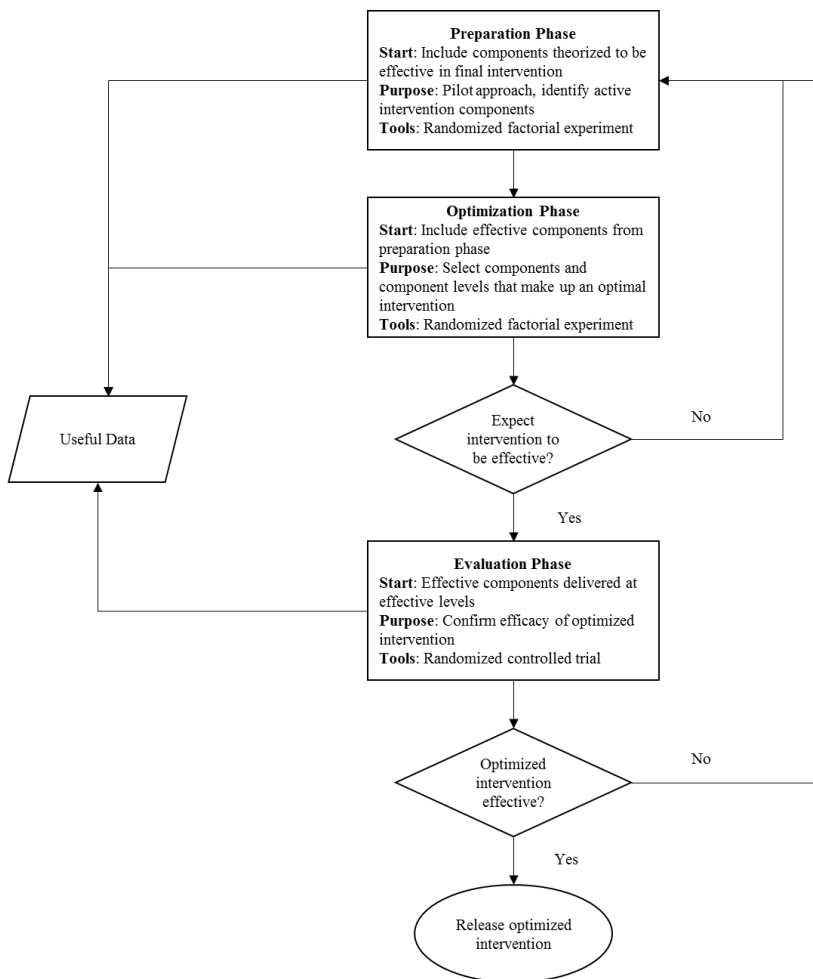 Preparation Phase
Start: Include components theorized to be
effective in final intervention
Purpose: Pilot approach, identify active
intervention components
Tools: Randomized factorial experiment
Optimization Phase
Start: Include effective components from
preparation phase
Purpose: Select components and
component levels that make up an optimal
intervention
Tools: Randomized factorial experiment
Useful Data
Expect
intervention to
be effective?
No
Yes
Evaluation Phase
Start: Effective components delivered at
effective levels
Purpose: Confirm efficacy of optimized
intervention
Tools: Randomized controlled trial
Optimized
intervention
effective?
No
Yes
Release optimized
intervention